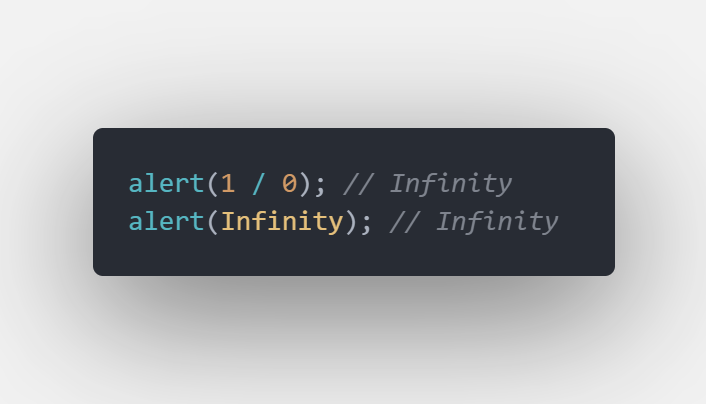 alert(1 / 0); // Infinity
alert(Infinity); // Infinity